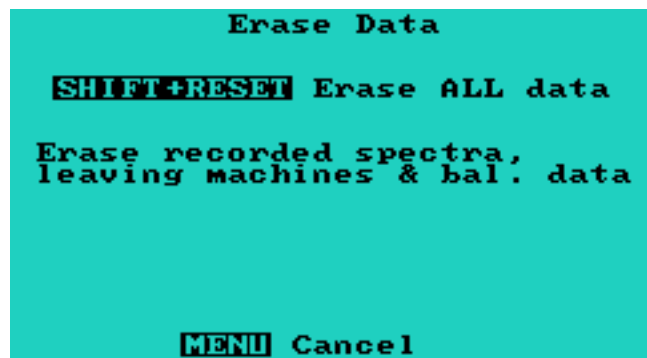 Erase Data
SHIFT+RESET Erase ALL data
Erase recorded spectra,
leaving machines & bal. data
MENU Cancel